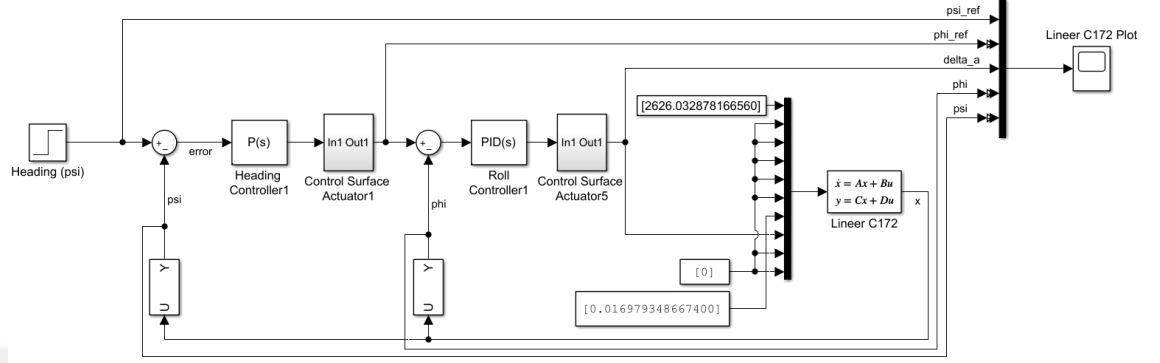 psi_ref
phi_ref
delta_a
phi
psi
Lineer C172 Plot
[2626.032878166560]
Heading (psi)
+
−
error
P(s)
Heading
Controller1
In1 Out1
Control Surface
Actuator1
+
−
PID(s)
Roll
Controller1
In1 Out1
Control Surface
Actuator5
ẋ = Ax + Bu
y = Cx + Du
Lineer C172
x
psi
phi
U Y
U Y
[0]
[0.016979348667400]